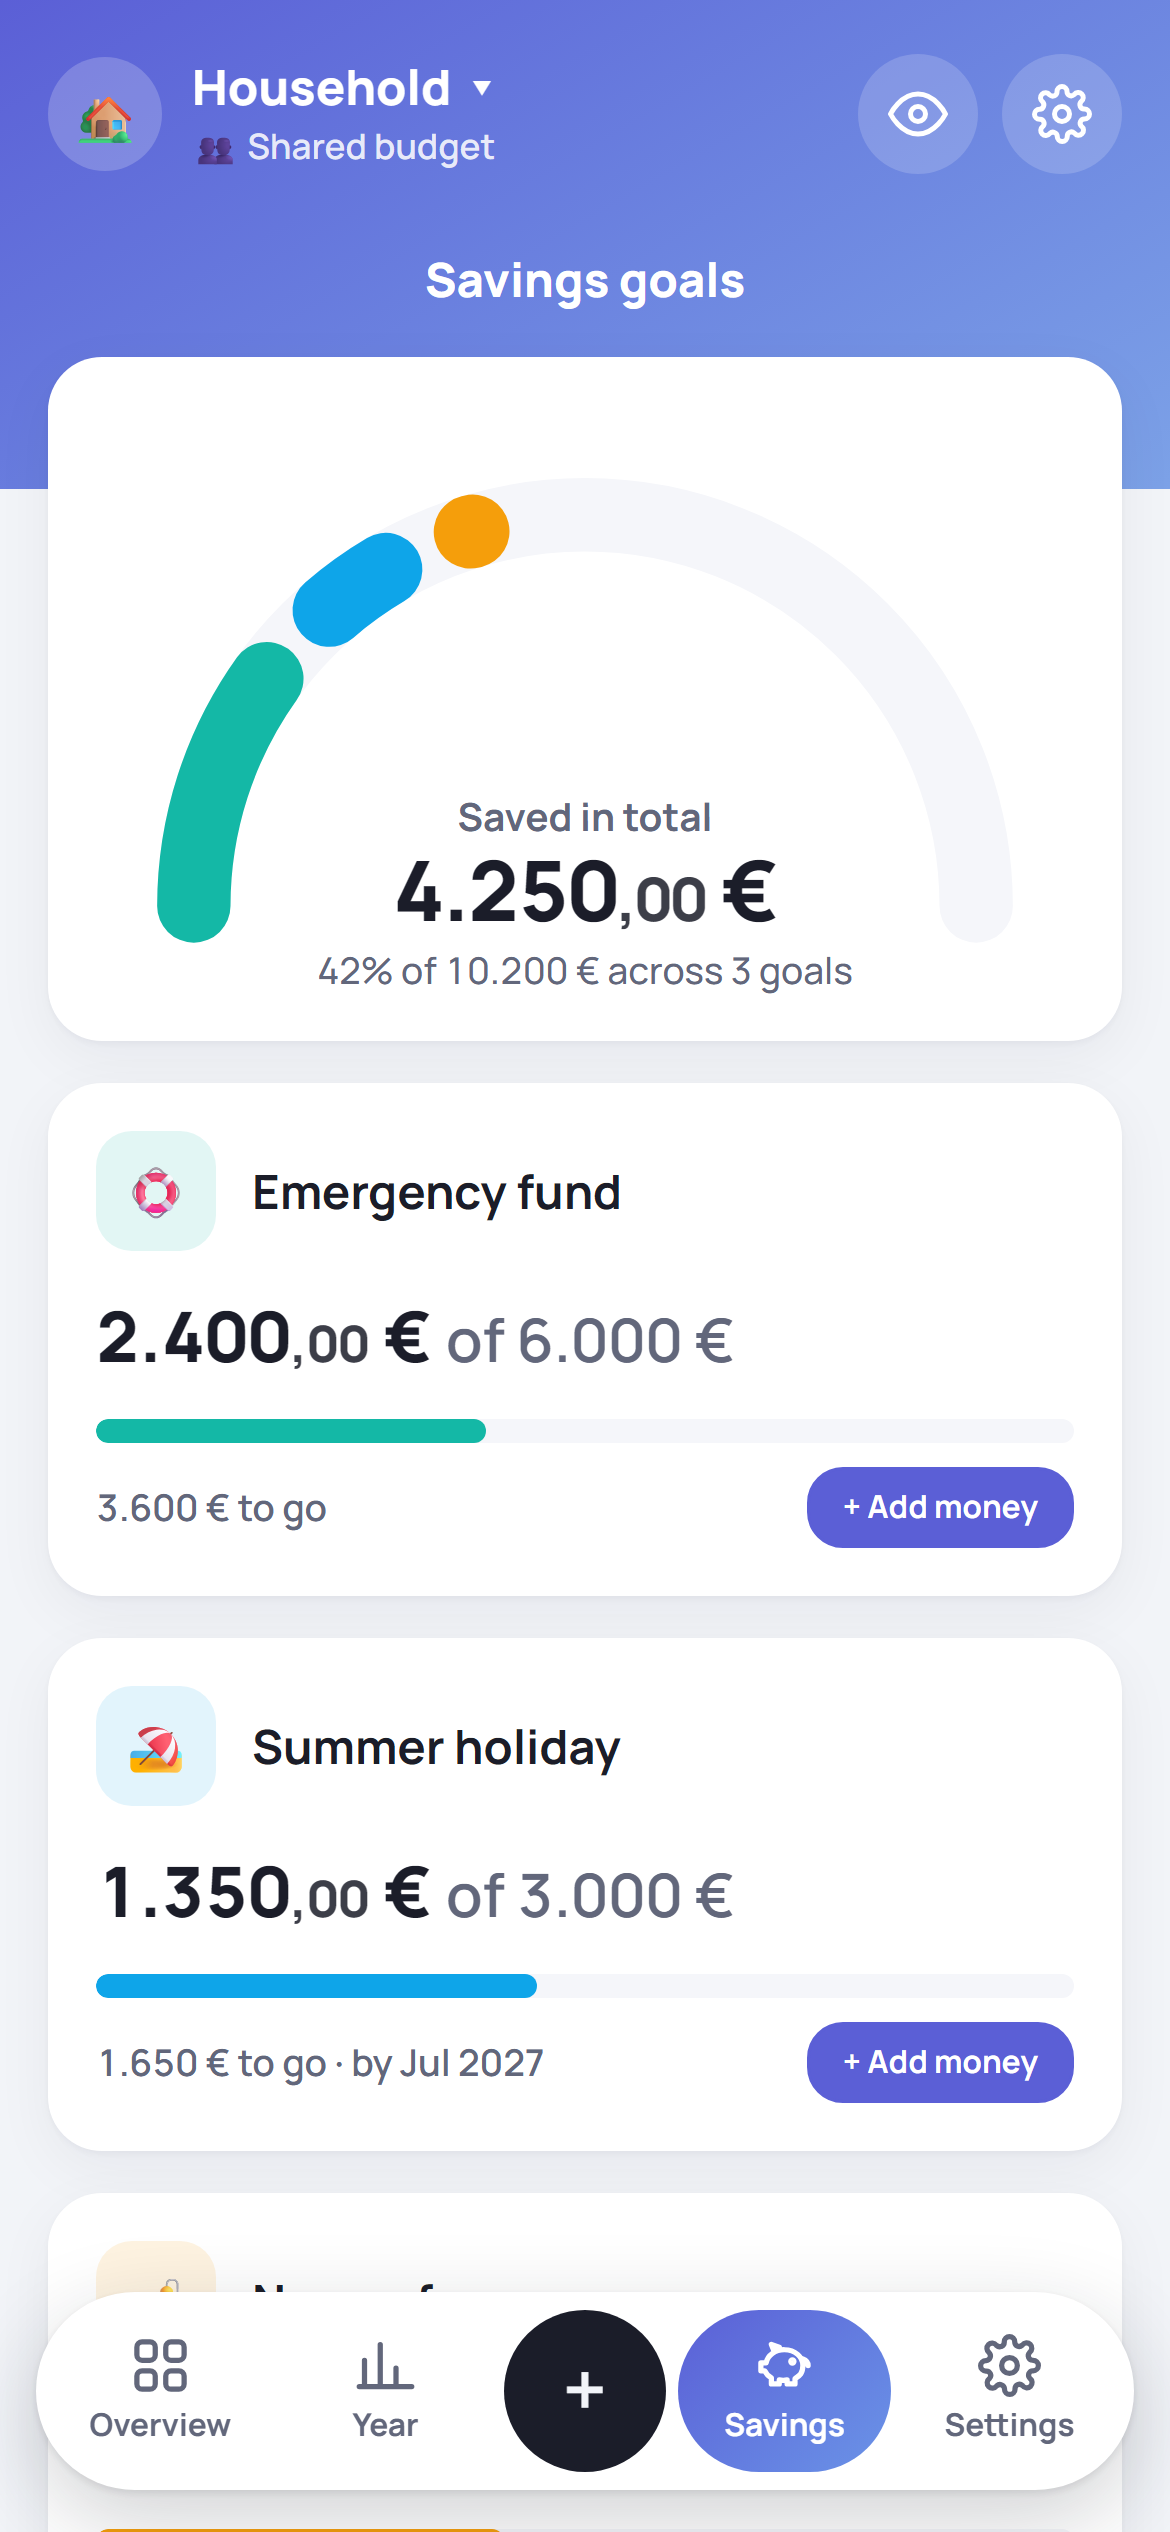 Household ▼
Shared budget
Savings goals
Saved in total
4.250,00 €
42% of 10.200 € across 3 goals
Emergency fund
2.400,00 € of 6.000 €
3.600 € to go
+ Add money
Summer holiday
1.350,00 € of 3.000 €
1.650 € to go · by Jul 2027
+ Add money
+
Overview
Year
Savings
Settings